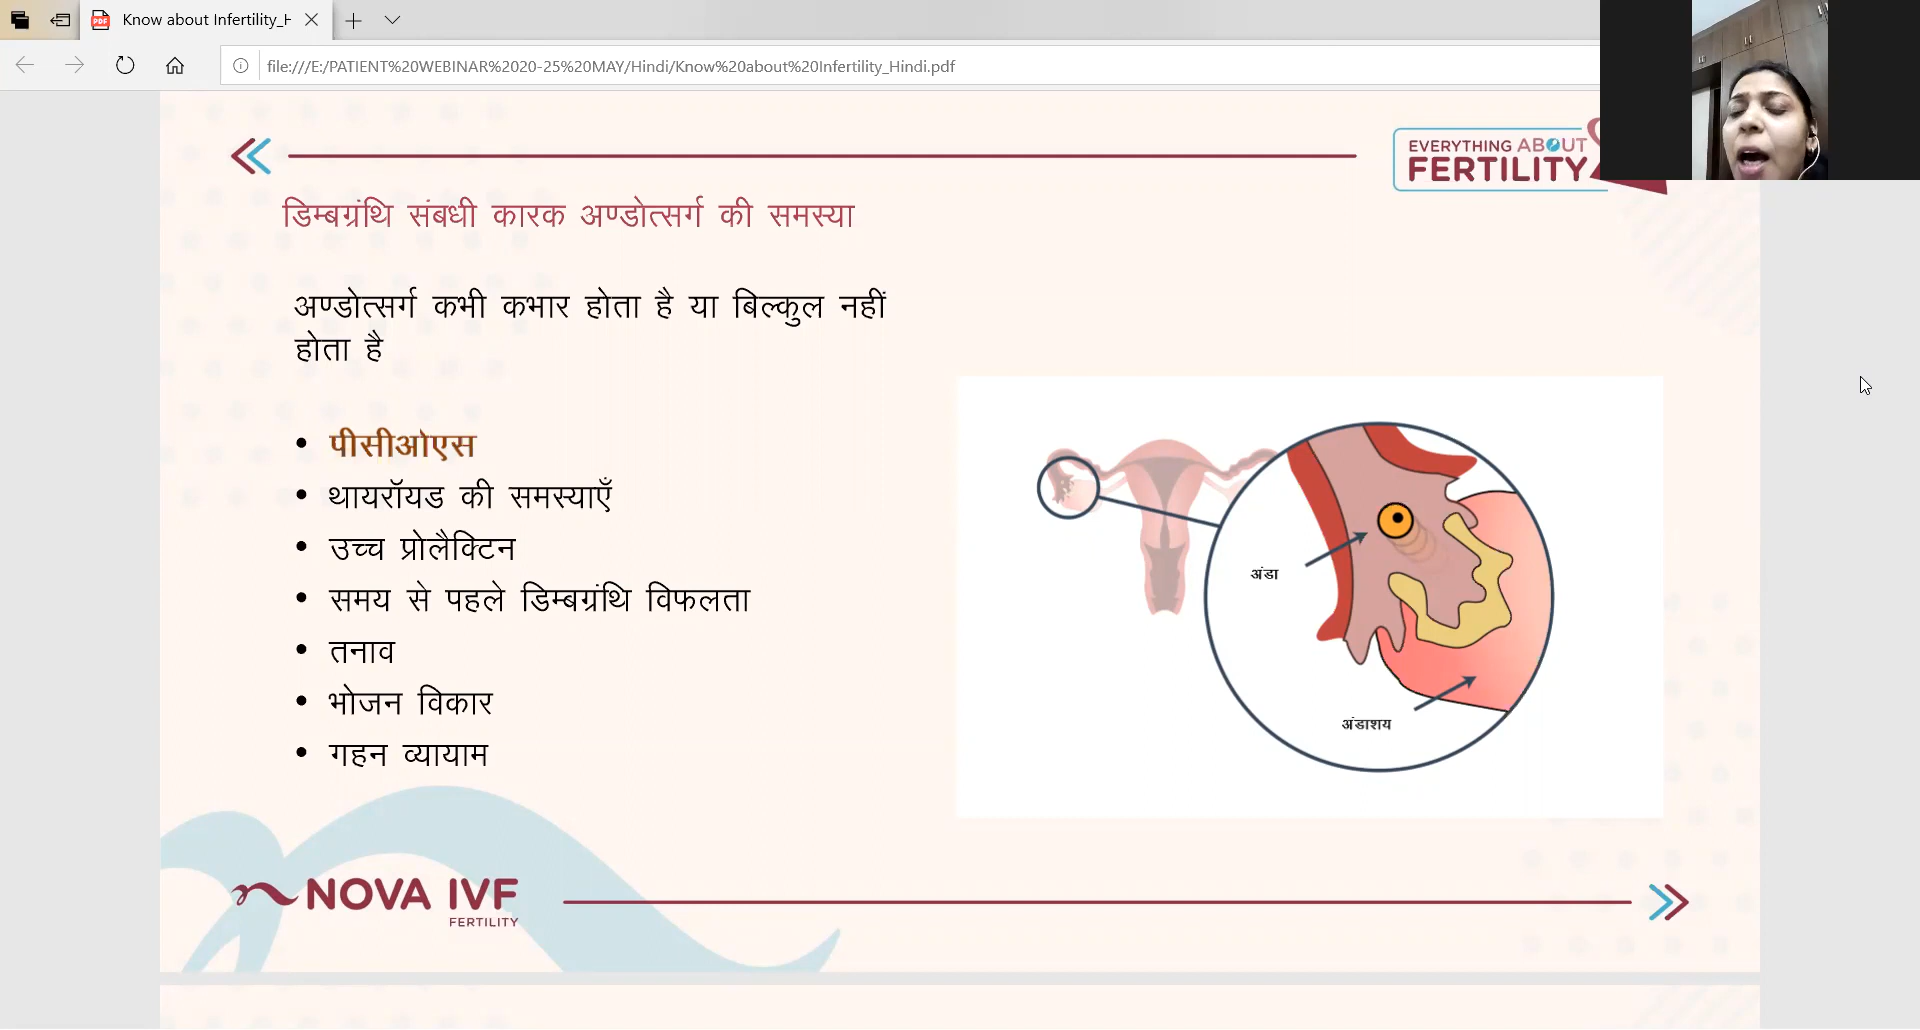 Know about Infertility_H
file:///E:/PATIENT%20WEBINAR%2020-25%20MAY/Hindi/Know%20about%20Infertility_Hindi.pdf
EVERYTHING ABOUT
FERTILITY
डिम्बग्रंथि संबधी कारक अण्डोत्सर्ग की समस्या
अण्डोत्सर्ग कभी कभार होता है या बिल्कुल नहीं
होता है
• पीसीओएस
• थायरॉयड की समस्याएँ
• उच्च प्रोलैक्टिन
• समय से पहले डिम्बग्रंथि विफलता
• तनाव
• भोजन विकार
• गहन व्यायाम
अंडा
अंडाशय
NOVA IVF
FERTILITY